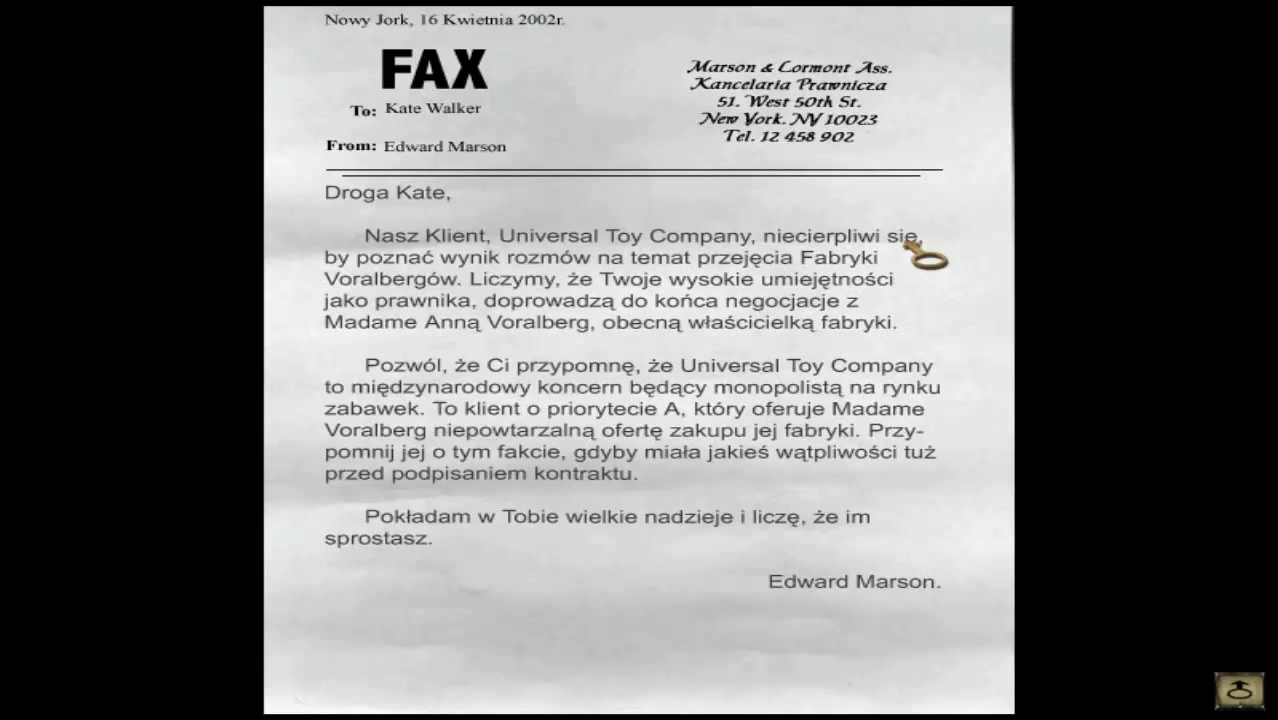 Nowy Jork, 16 Kwietnia 2002r.
FAX
To: Kate Walker
From: Edward Marson
Marson & Lormont Ass.
Kancelaria Prawnicza
51. West 50th St.
New York. NY 10023
Tel. 12 458 902
Droga Kate,
Nasz Klient, Universal Toy Company, niecierpliwi się,
by poznać wynik rozmów na temat przejęcia Fabryki
Voralbergów. Liczymy, że Twoje wysokie umiejętności
jako prawnika, doprowadzą do końca negocjacje z
Madame Anną Voralberg, obecną właścicielką fabryki.
Pozwól, że Ci przypomnę, że Universal Toy Company
to międzynarodowy koncern będący monopolistą na rynku
zabawek. To klient o priorytecie A, który oferuje Madame
Voralberg niepowtarzalną ofertę zakupu jej fabryki. Przy-
pomnij jej o tym fakcie, gdyby miała jakieś wątpliwości tuż
przed podpisaniem kontraktu.
Pokładam w Tobie wielkie nadzieje i liczę, że im
sprostasz.
Edward Marson.